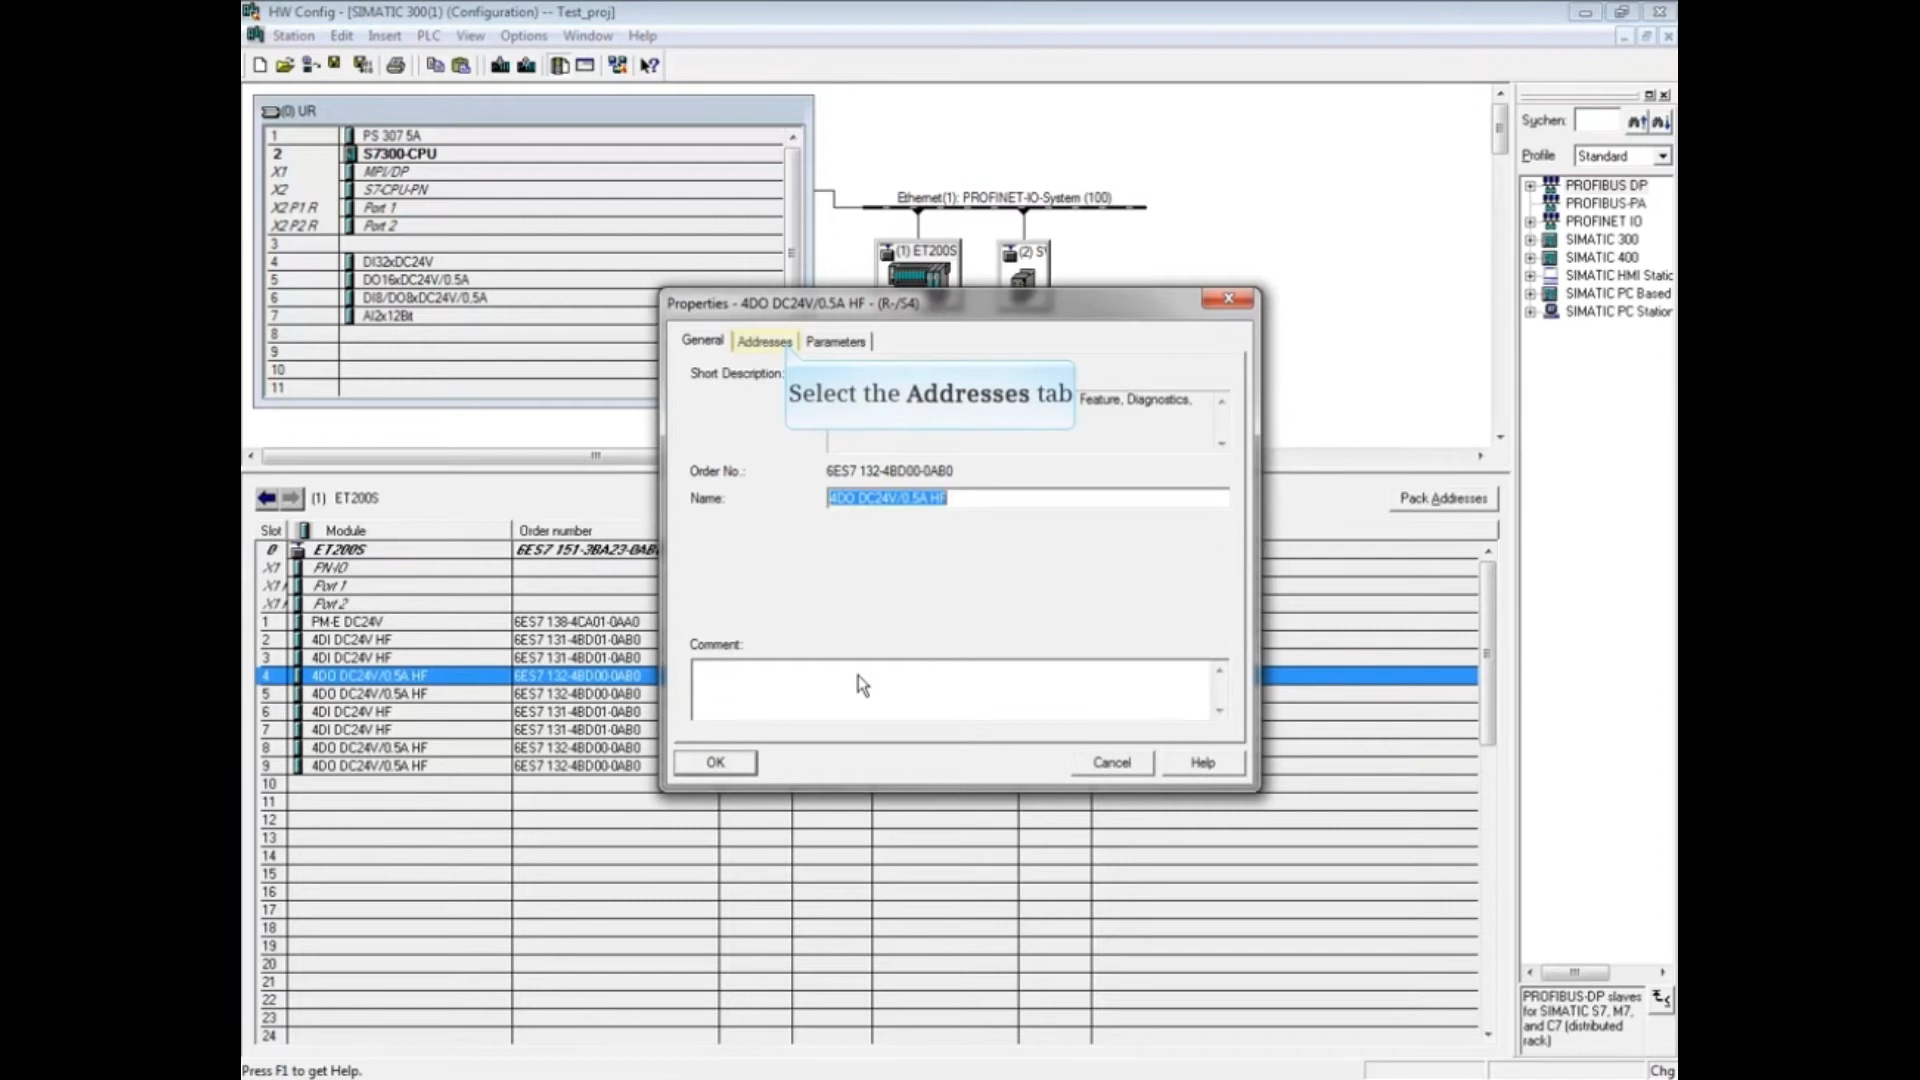 HW Config - [SIMATIC 300(1) (Configuration) -- Test_proj]
Station Edit Insert PLC View Options Window Help
(0) UR
1 PS 307 5A
2 S7300-CPU
X1 MPI/DP
X2 S7-CPU-PN
X2 P1 R Port 1
X2 P2 R Port 2
3
4 DI32xDC24V
5 DO16xDC24V/0.5A
6 DI8/DO8xDC24V/0.5A
7 AI2x12Bit
8
9
10
11
Ethernet(1): PROFINET-IO-System (100)
(1) ET200S
(2)
Suchen:
Profile Standard
PROFIBUS DP
PROFIBUS-PA
PROFINET IO
SIMATIC 300
SIMATIC 400
SIMATIC HMI Static
SIMATIC PC Based
SIMATIC PC Station
Properties - 4DO DC24V/0.5A HF - (R-/S4)
General Addresses Parameters
Short Description:
Select the Addresses tab
Feature, Diagnostics,
Order No.: 6ES7 132-4BD00-0AB0
Name: 4DO DC24V/0.5A HF
Comment:
OK Cancel Help
(1) ET200S
Pack Addresses
Slot Module Order number
0 ET200S 6ES7 151-3BA23-0AB
X1 PN-IO
X1 Port 1
X1 Port 2
1 PM-E DC24V 6ES7 138-4CA01-0AA0
2 4DI DC24V HF 6ES7 131-4BD01-0AB0
3 4DI DC24V HF 6ES7 131-4BD01-0AB0
4 4DO DC24V/0.5A HF 6ES7 132-4BD00-0AB0
5 4DO DC24V/0.5A HF 6ES7 132-4BD00-0AB0
6 4DI DC24V HF 6ES7 131-4BD01-0AB0
7 4DI DC24V HF 6ES7 131-4BD01-0AB0
8 4DO DC24V/0.5A HF 6ES7 132-4BD00-0AB0
9 4DO DC24V/0.5A HF 6ES7 132-4BD00-0AB0
10
11
12
13
14
15
16
17
18
19
20
21
22
23
24
PROFIBUS-DP slaves
for SIMATIC S7, M7,
and C7 (distributed
rack)
Press F1 to get Help.
Chg